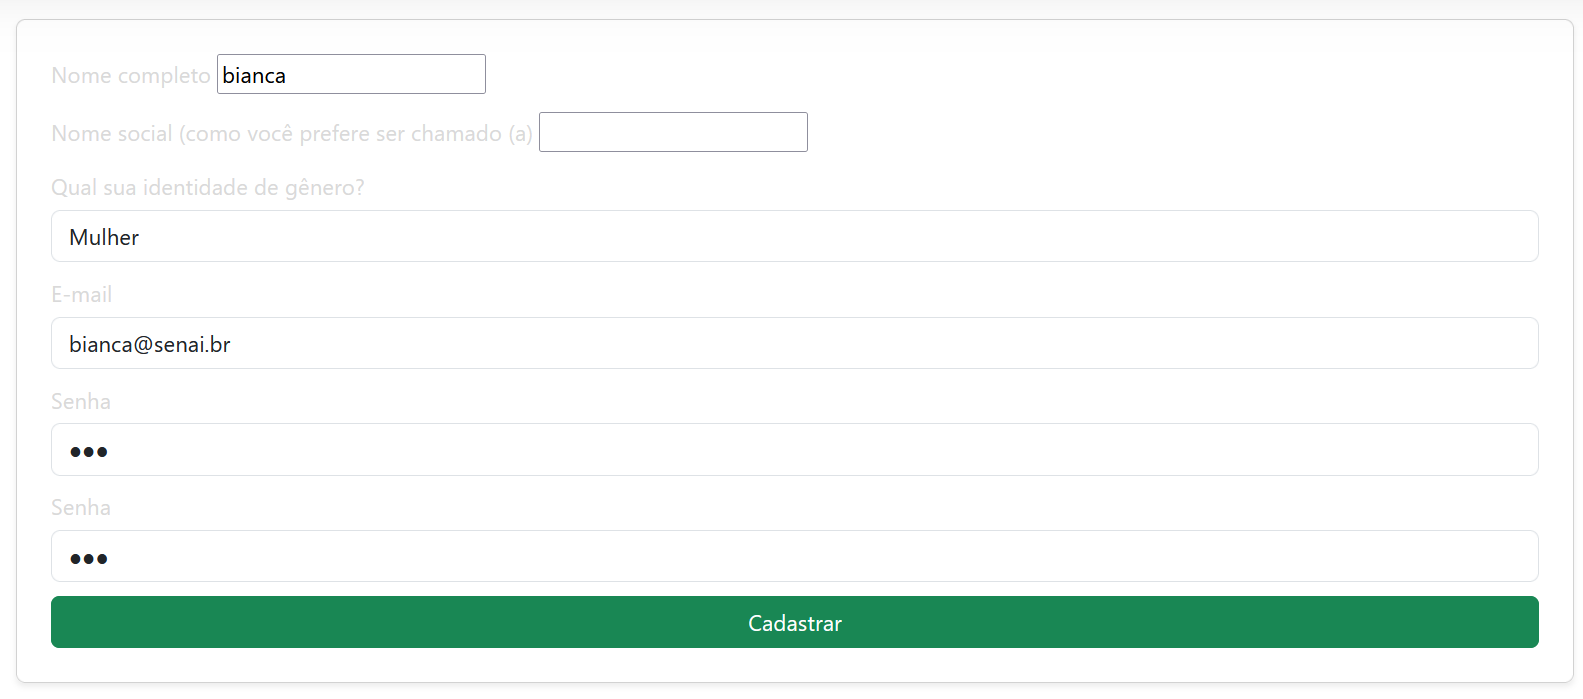 Nome completo bianca
Nome social (como você prefere ser chamado (a)
Qual sua identidade de gênero?
Mulher
E-mail
bianca@senai.br
Senha
●●●
Senha
●●●
Cadastrar